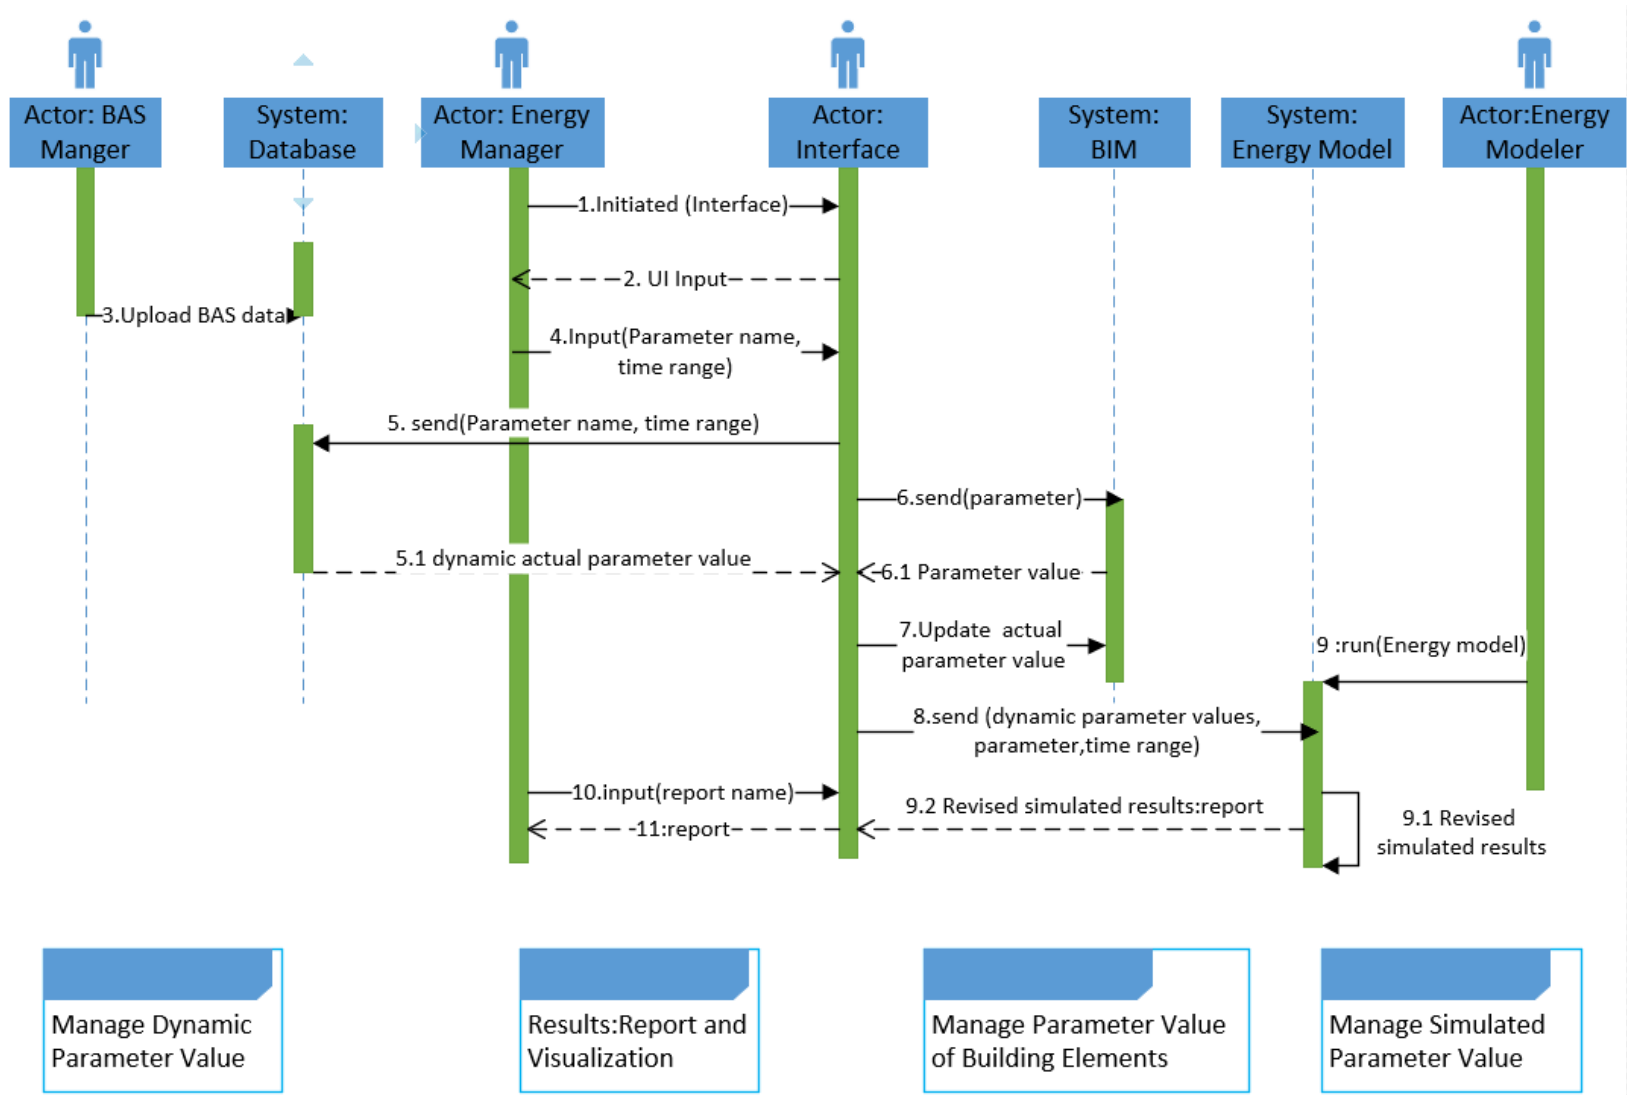 Actor: BAS
Manger
System:
Database
Actor: Energy
Manager
Actor:
Interface
System:
BIM
System:
Energy Model
Actor:Energy
Modeler
1.Initiated (Interface)
2. UI Input
3.Upload BAS data
4.Input(Parameter name,
time range)
5. send(Parameter name, time range)
6.send(parameter)
5.1 dynamic actual parameter value
6.1 Parameter value
7.Update actual
parameter value
9 :run(Energy model)
8.send (dynamic parameter values,
parameter,time range)
10.input(report name)
9.2 Revised simulated results:report
11:report
9.1 Revised
simulated results
Manage Dynamic
Parameter Value
Results:Report and
Visualization
Manage Parameter Value
of Building Elements
Manage Simulated
Parameter Value